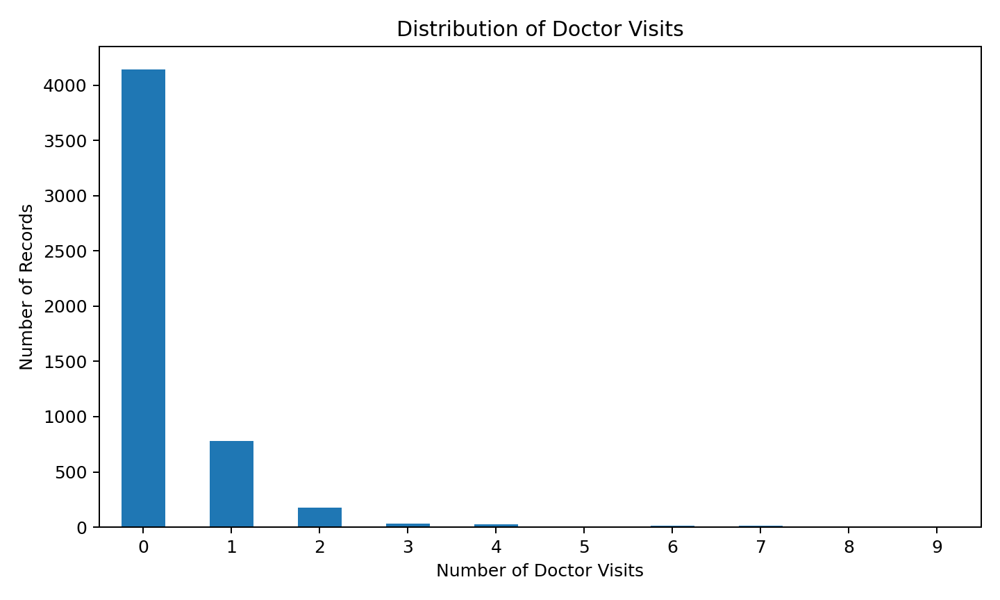 Distribution of Doctor Visits
Number of Records
4000
3500
3000
2500
2000
1500
1000
500
0
0 1 2 3 4 5 6 7 8 9
Number of Doctor Visits